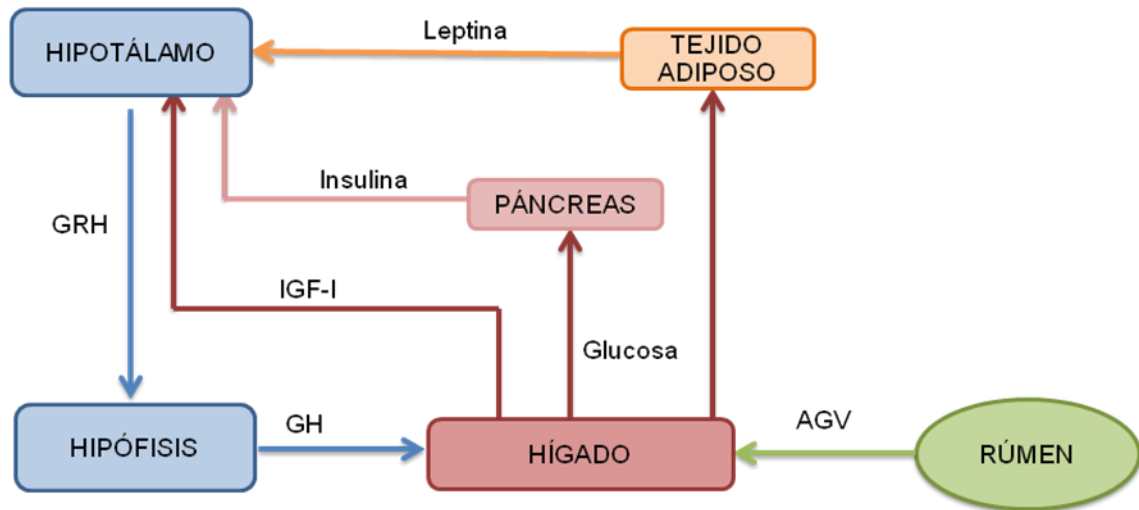 Leptina
HIPOTÁLAMO
TEJIDO
ADIPOSO
Insulina
PÁNCREAS
GRH
IGF-I
Glucosa
GH
AGV
HIPÓFISIS
HÍGADO
RÚMEN